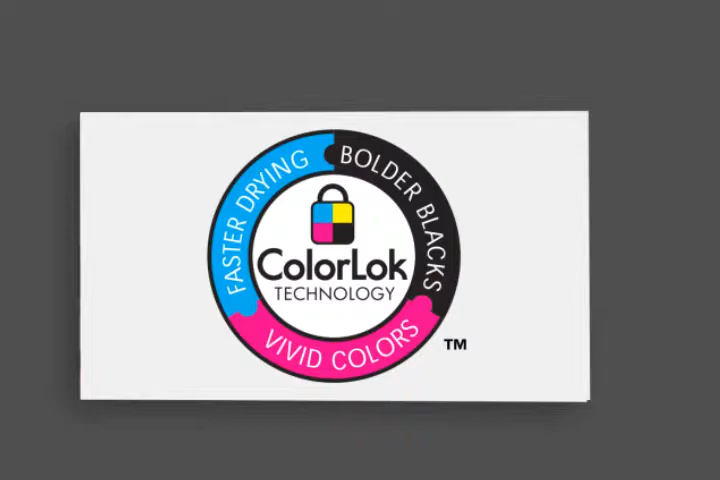 FASTER DRYING
BOLDER BLACKS
ColorLok
TECHNOLOGY
VIVID COLORS
TM